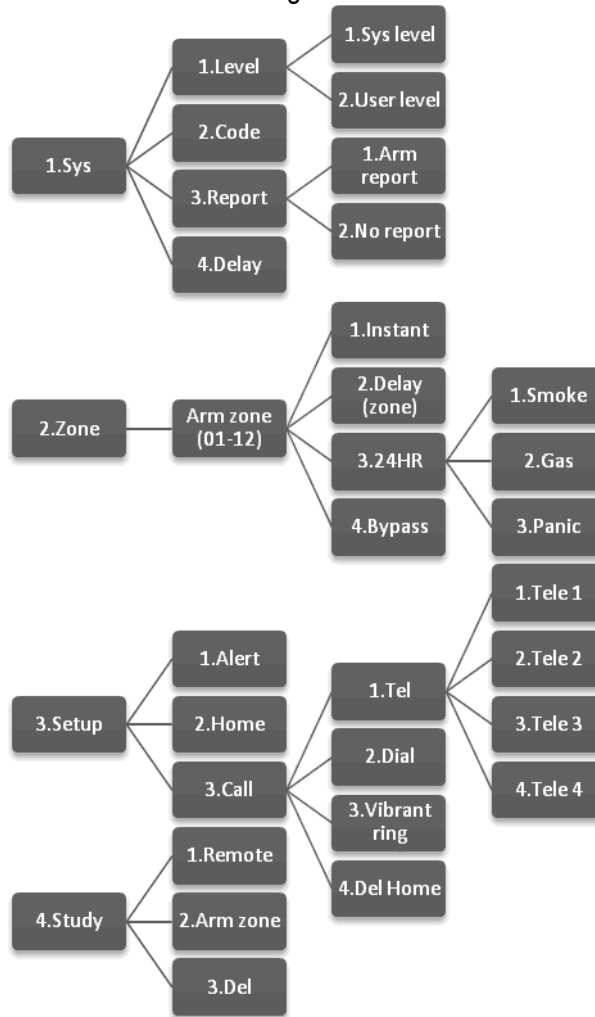 g
1.Sys
1.Level
1.Sys level
2.User level
2.Code
3.Report
1.Arm
report
2.No report
4.Delay
2.Zone
Arm zone
(01-12)
1.Instant
2.Delay
(zone)
3.24HR
1.Smoke
2.Gas
3.Panic
4.Bypass
3.Setup
1.Alert
2.Home
3.Call
1.Tel
1.Tele 1
2.Tele 2
3.Tele 3
4.Tele 4
2.Dial
3.Vibrant
ring
4.Del Home
4.Study
1.Remote
2.Arm zone
3.Del